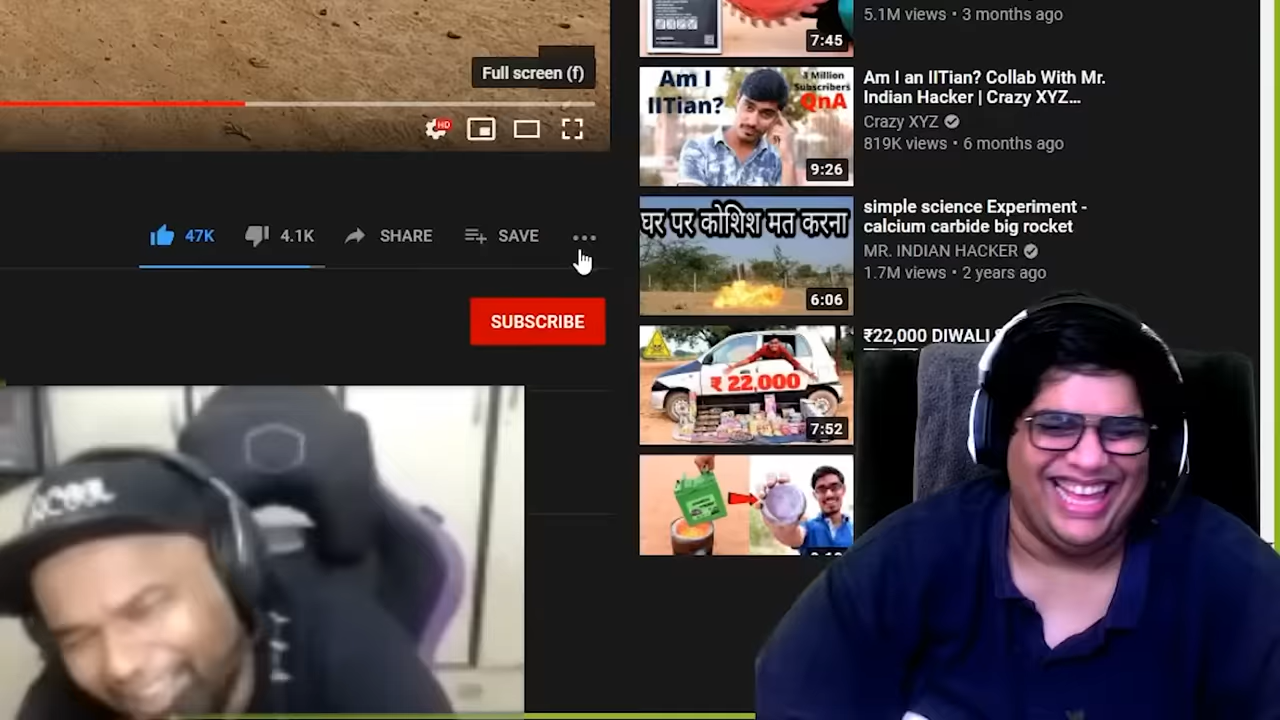 Full screen (f)
HD
47K
4.1K
SHARE
SAVE
SUBSCRIBE
7:45
5.1M views • 3 months ago
Am I
IITian?
Million
Subscribers
QnA
9:26
Am I an IITian? Collab With Mr.
Indian Hacker | Crazy XYZ...
Crazy XYZ
819K views • 6 months ago
घर पर कोशिश मत करना
6:06
simple science Experiment -
calcium carbide big rocket
MR. INDIAN HACKER
1.7M views • 2 years ago
₹ 22,000
7:52
₹22,000 DIWALI